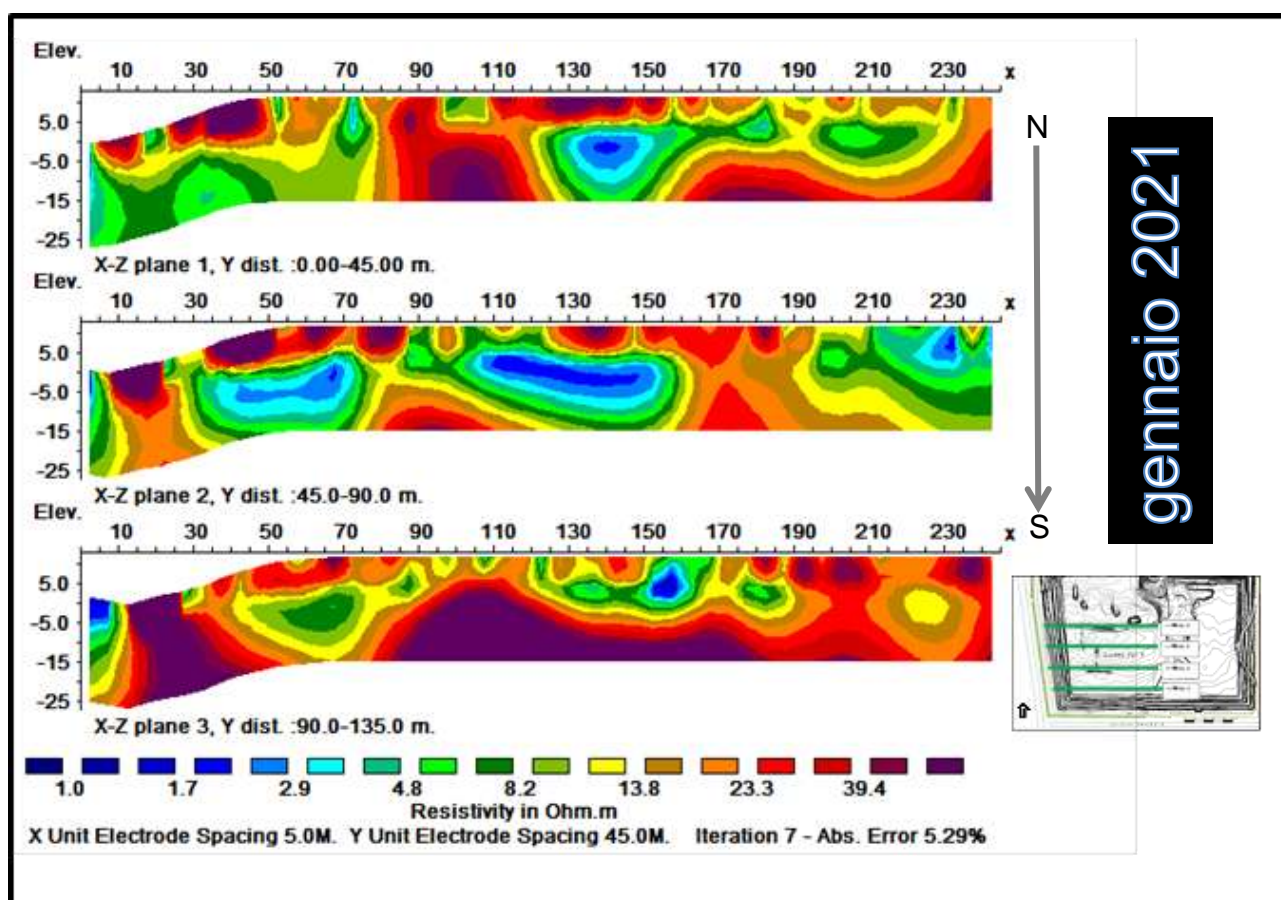 Elev.
10 30 50 70 90 110 130 150 170 190 210 230 x
5.0
-5.0
-15
-25
X-Z plane 1, Y dist. :0.00-45.00 m.
Elev.
10 30 50 70 90 110 130 150 170 190 210 230 x
5.0
-5.0
-15
-25
X-Z plane 2, Y dist. :45.0-90.0 m.
Elev.
10 30 50 70 90 110 130 150 170 190 210 230 x
5.0
-5.0
-15
-25
X-Z plane 3, Y dist. :90.0-135.0 m.
1.0 1.7 2.9 4.8 8.2 13.8 23.3 39.4
Resistivity in Ohm.m
X Unit Electrode Spacing 5.0M. Y Unit Electrode Spacing 45.0M. Iteration 7 - Abs. Error 5.29%
N
S
gennaio 2021